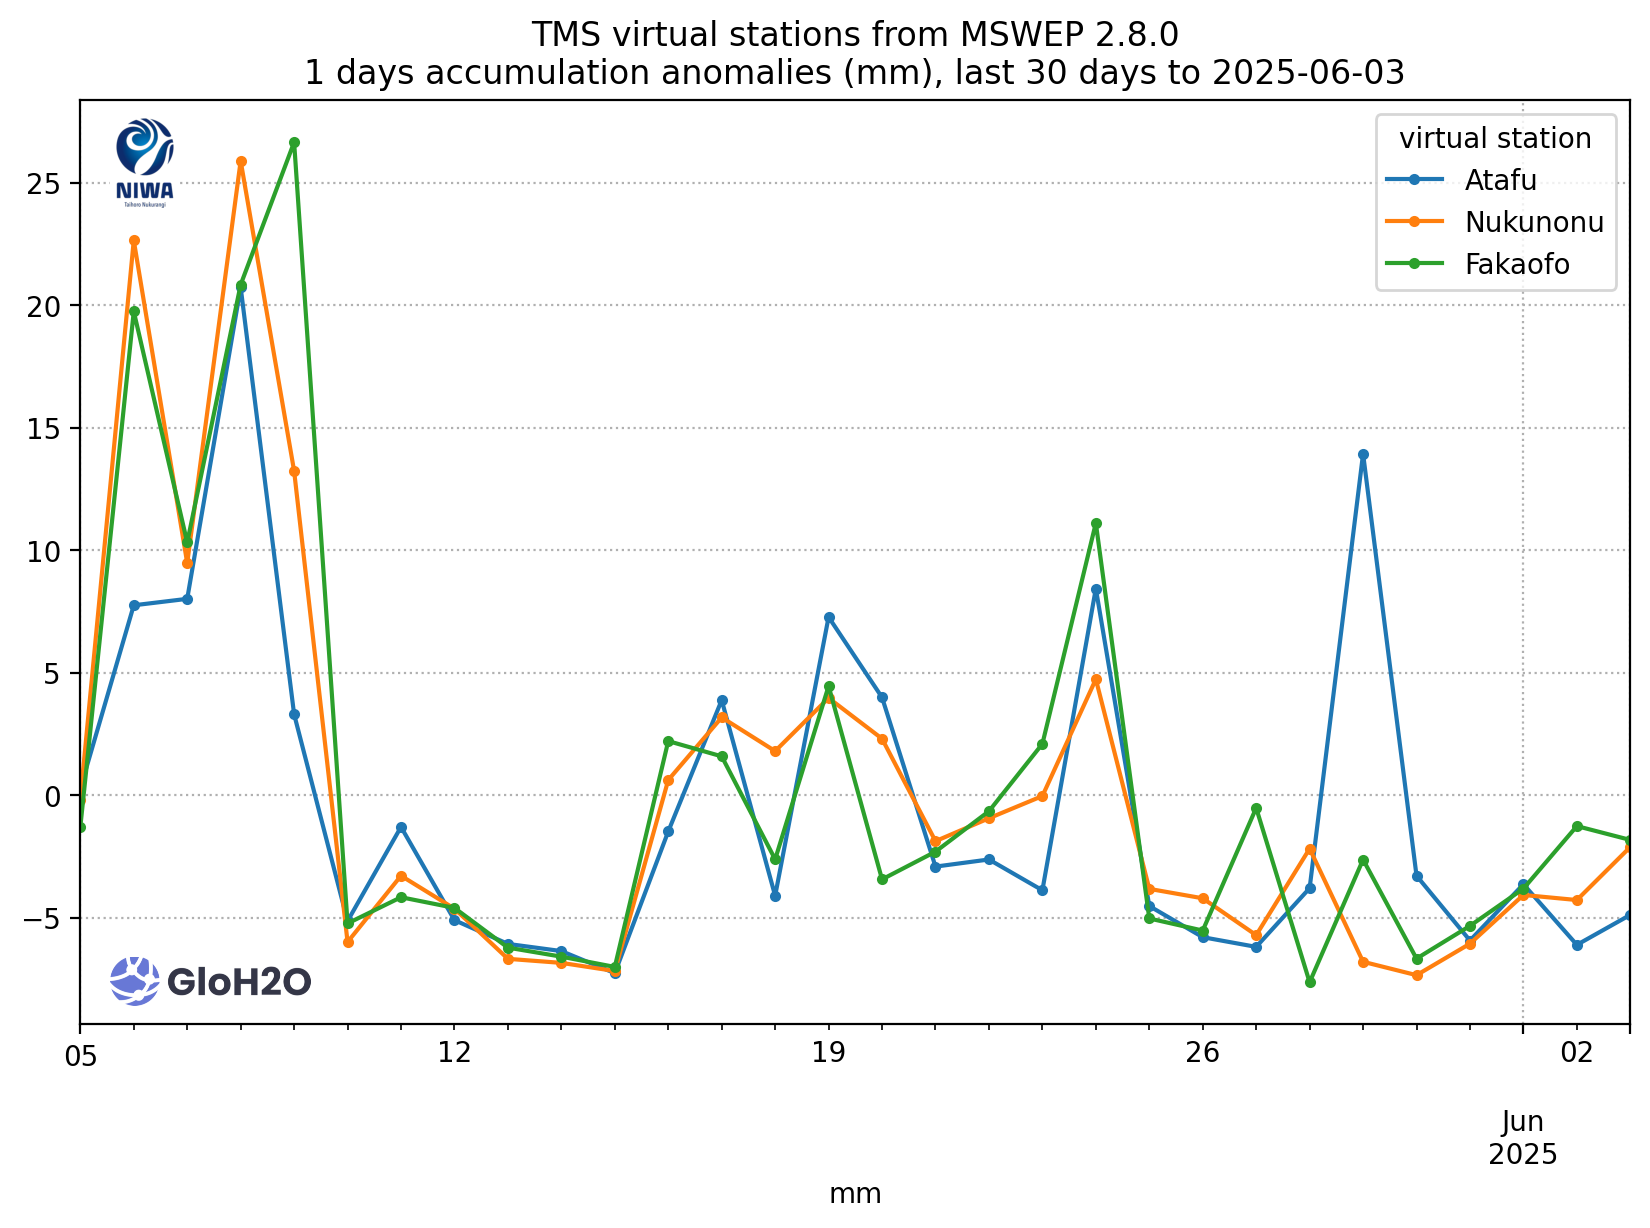 TMS virtual stations from MSWEP 2.8.0
1 days accumulation anomalies (mm), last 30 days to 2025-06-03
NIWA
Taihoro Nukurangi
virtual station
Atafu
Nukunonu
Fakaofo
25
20
15
10
5
0
−5
GloH2O
05
12
19
26
02
Jun
2025
mm